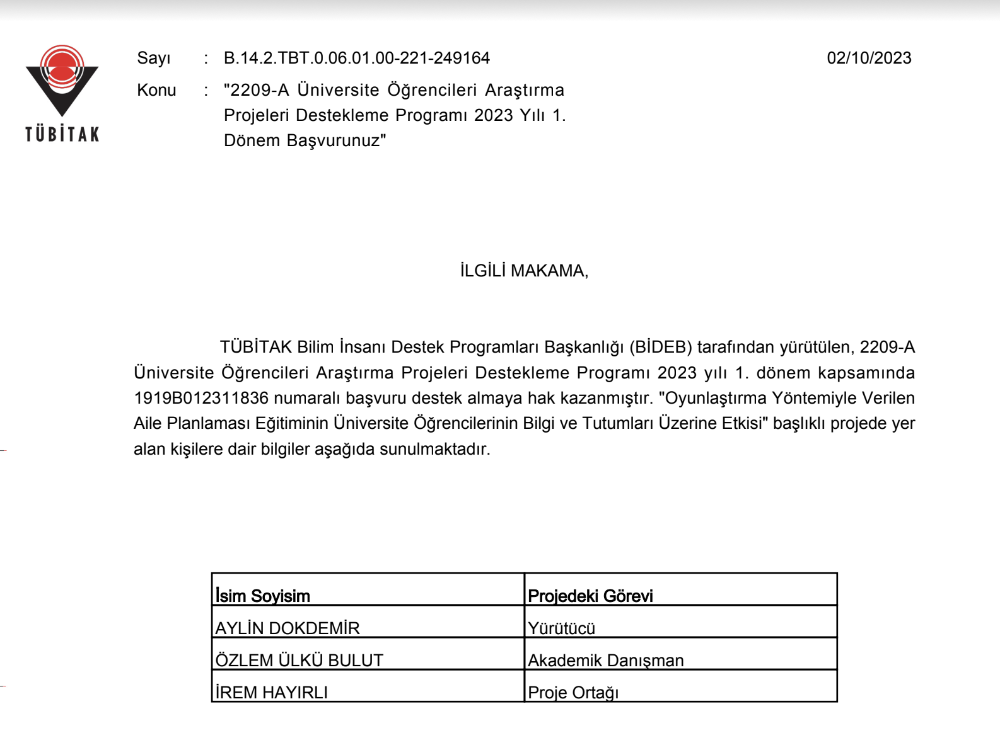 Sayı : B.14.2.TBT.0.06.01.00-221-249164 02/10/2023
Konu : "2209-A Üniversite Öğrencileri Araştırma
Projeleri Destekleme Programı 2023 Yılı 1.
Dönem Başvurunuz"
TÜBİTAK
İLGİLİ MAKAMA,
TÜBİTAK Bilim İnsanı Destek Programları Başkanlığı (BİDEB) tarafından yürütülen, 2209-A
Üniversite Öğrencileri Araştırma Projeleri Destekleme Programı 2023 yılı 1. dönem kapsamında
1919B012311836 numaralı başvuru destek almaya hak kazanmıştır. "Oyunlaştırma Yöntemiyle Verilen
Aile Planlaması Eğitiminin Üniversite Öğrencilerinin Bilgi ve Tutumları Üzerine Etkisi" başlıklı projede yer
alan kişilere dair bilgiler aşağıda sunulmaktadır.
İsim Soyisim Projedeki Görevi
AYLİN DOKDEMİR Yürütücü
ÖZLEM ÜLKÜ BULUT Akademik Danışman
İREM HAYIRLI Proje Ortağı